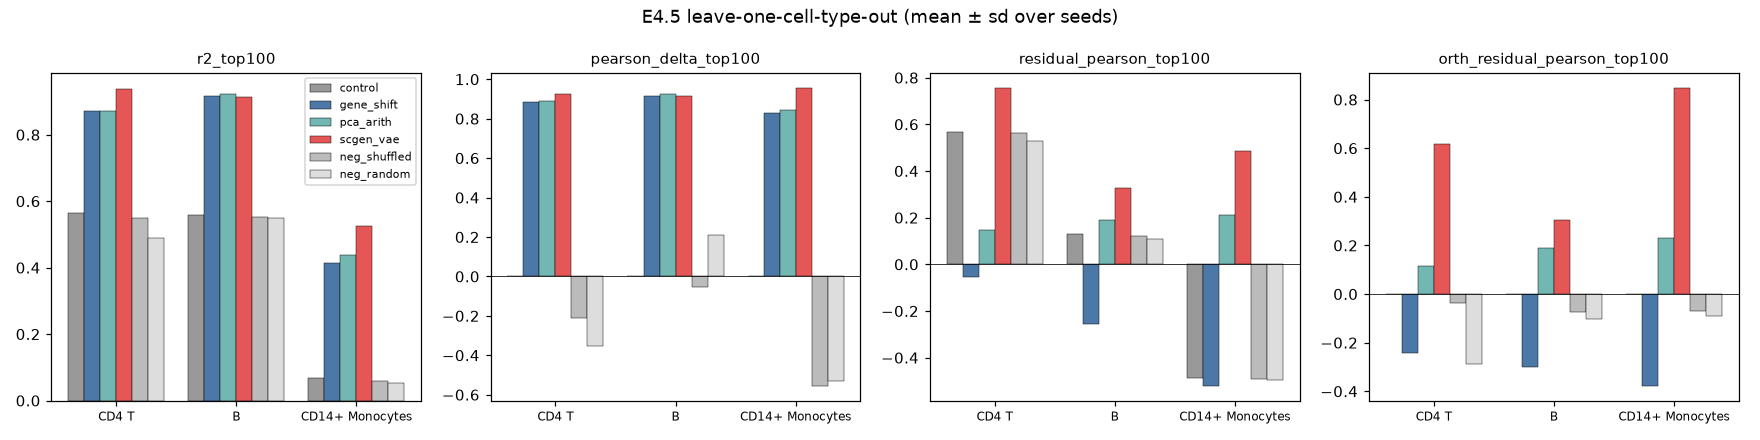 E4.5 leave-one-cell-type-out (mean ± sd over seeds)
r2_top100
0.8
0.6
0.4
0.2
0.0
control
gene_shift
pca_arith
scgen_vae
neg_shuffled
neg_random
CD4 T
B
CD14+ Monocytes
pearson_delta_top100
1.0
0.8
0.6
0.4
0.2
0.0
−0.2
−0.4
−0.6
CD4 T
B
CD14+ Monocytes
residual_pearson_top100
0.8
0.6
0.4
0.2
0.0
−0.2
−0.4
CD4 T
B
CD14+ Monocytes
orth_residual_pearson_top100
0.8
0.6
0.4
0.2
0.0
−0.2
−0.4
CD4 T
B
CD14+ Monocytes